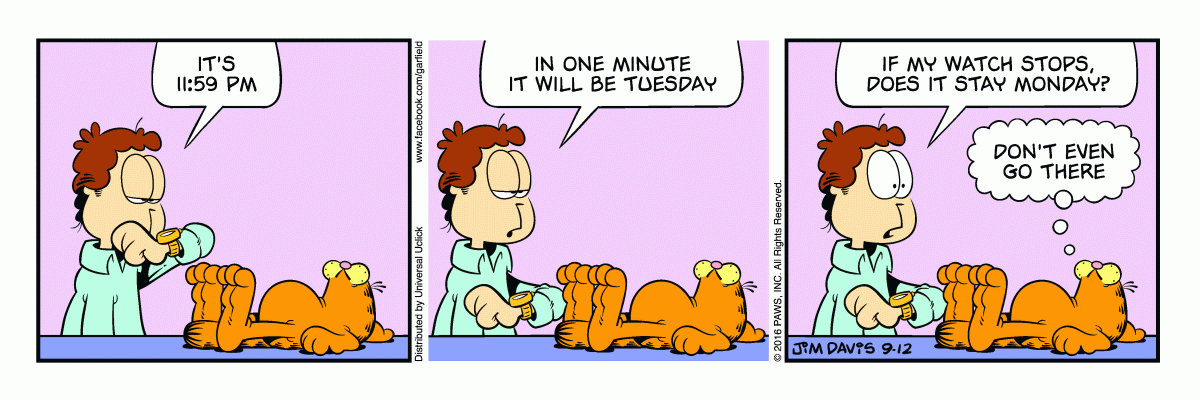 IT'S
11:59 PM
www.facebook.com/garfield
Distributed by Universal Uclick
IN ONE MINUTE
IT WILL BE TUESDAY
© 2016 PAWS, INC. All Rights Reserved.
IF MY WATCH STOPS,
DOES IT STAY MONDAY?
DON'T EVEN
GO THERE
JIM DAVIS 9-12